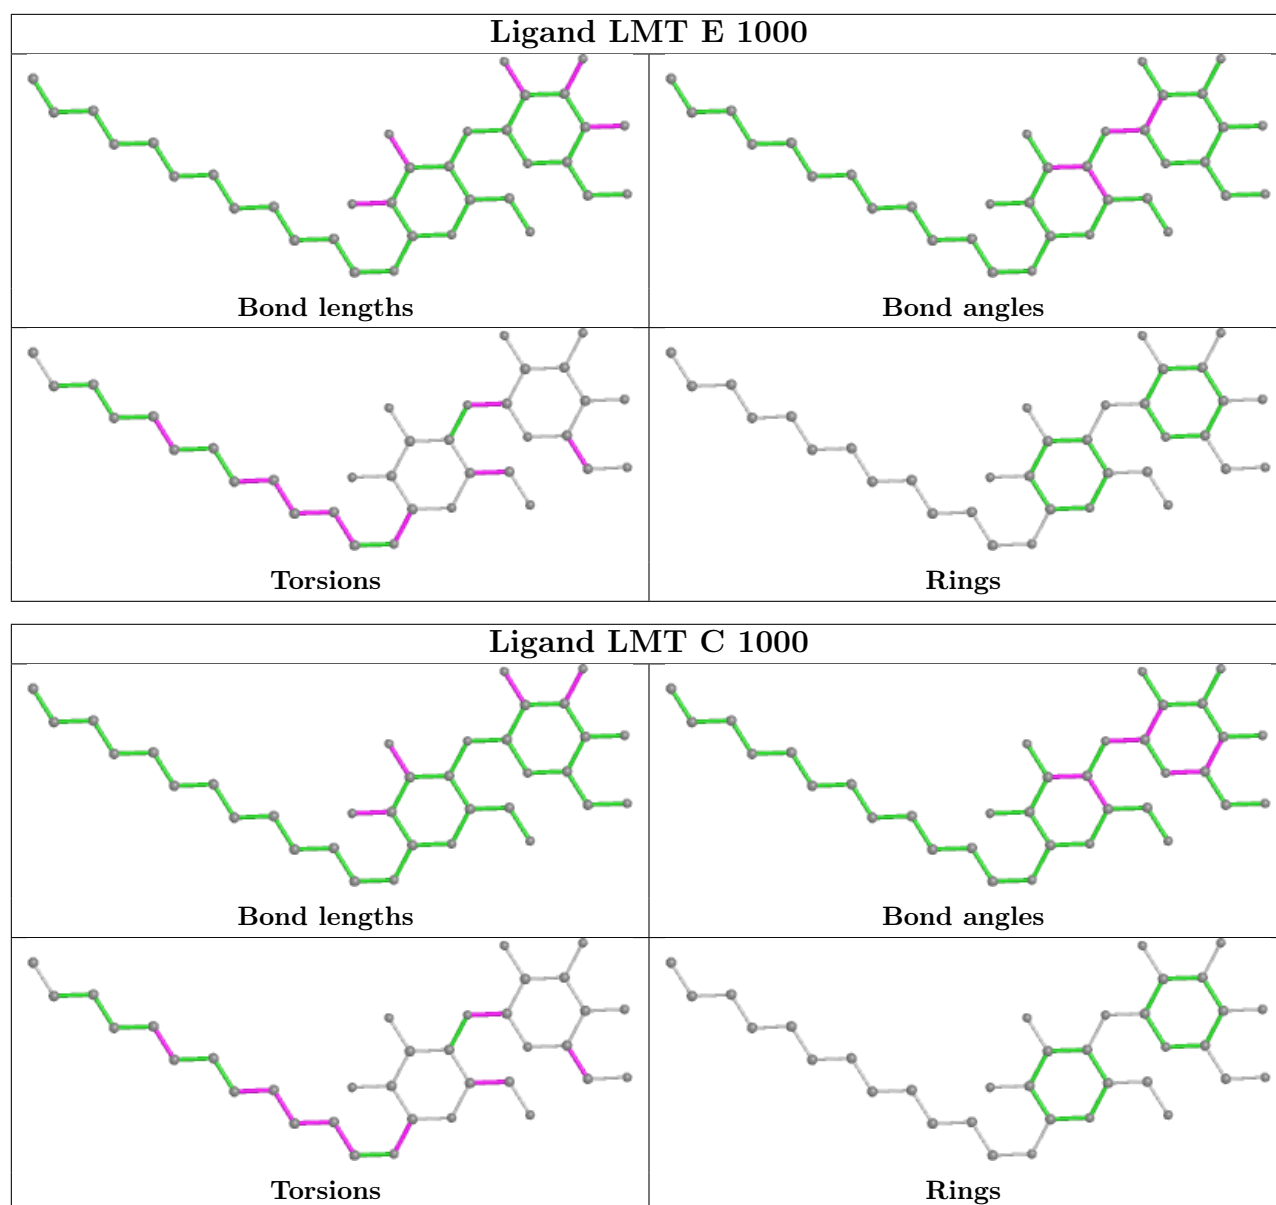 Ligand LMT E 1000
Bond lengths
Bond angles
Torsions
Rings
Ligand LMT C 1000
Bond lengths
Bond angles
Torsions
Rings